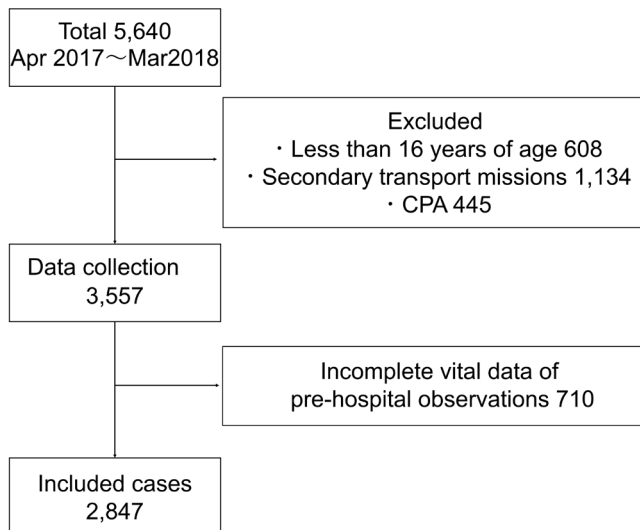 Total 5,640
Apr 2017～Mar2018
Excluded
・Less than 16 years of age 608
・Secondary transport missions 1,134
・CPA 445
Data collection
3,557
Incomplete vital data of
pre-hospital observations 710
Included cases
2,847